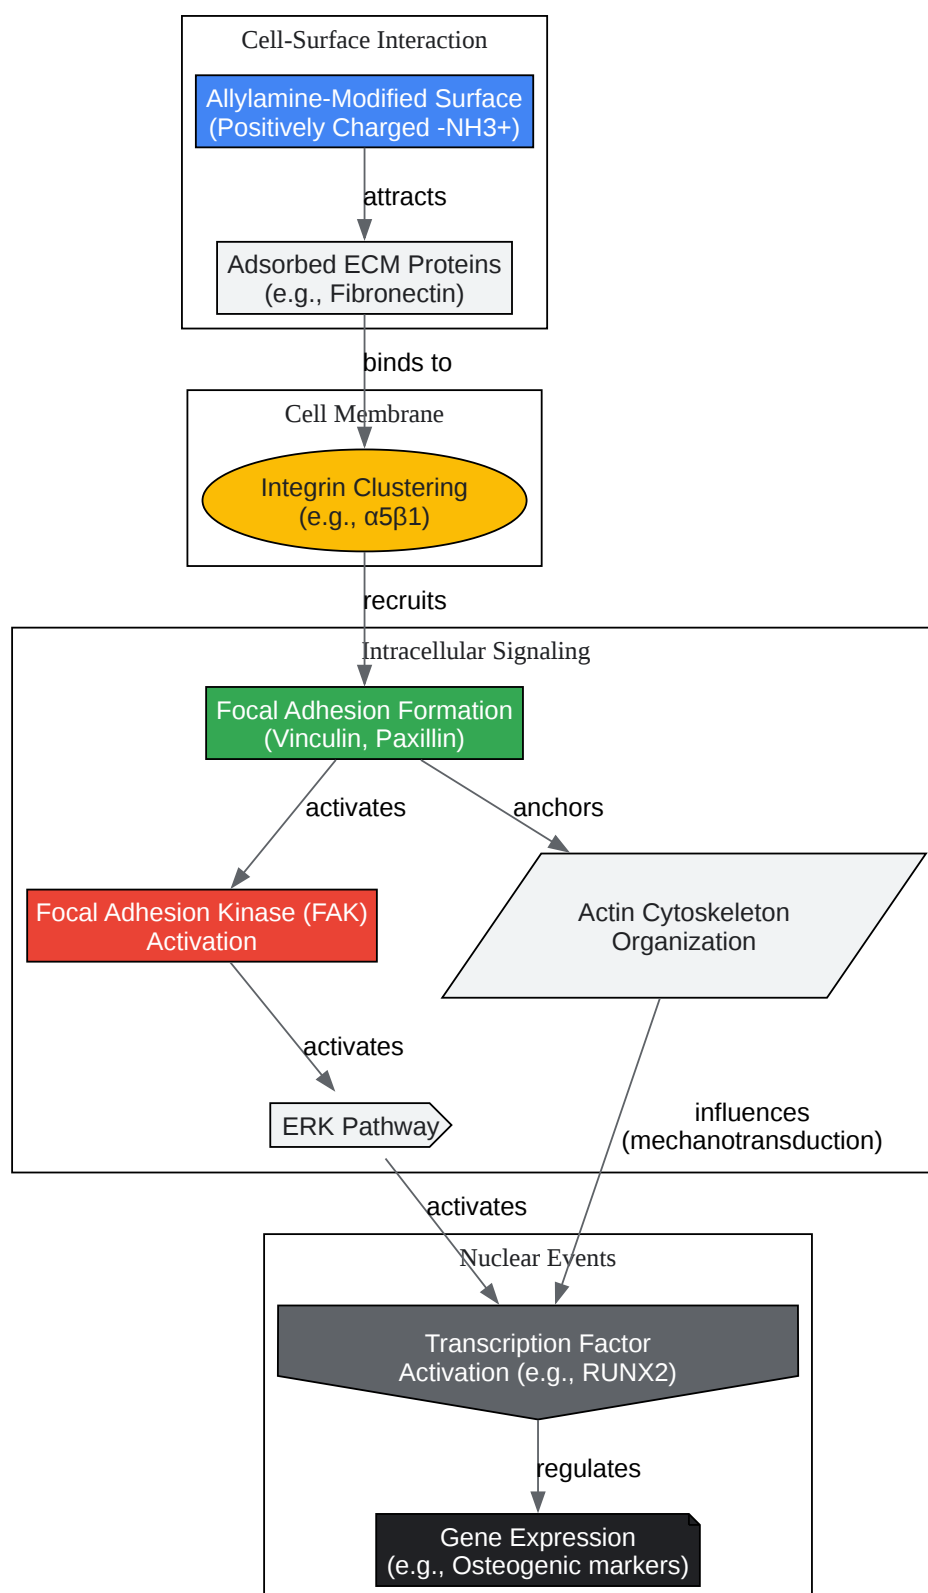 Cell-Surface Interaction
Allylamine-Modified Surface
(Positively Charged -NH3+)
attracts
Adsorbed ECM Proteins
(e.g., Fibronectin)
binds to
Cell Membrane
Integrin Clustering
(e.g., α5β1)
recruits
Intracellular Signaling
Focal Adhesion Formation
(Vinculin, Paxillin)
activates
anchors
Focal Adhesion Kinase (FAK)
Activation
Actin Cytoskeleton
Organization
activates
ERK Pathway
influences
(mechanotransduction)
activates
Nuclear Events
Transcription Factor
Activation (e.g., RUNX2)
regulates
Gene Expression
(e.g., Osteogenic markers)